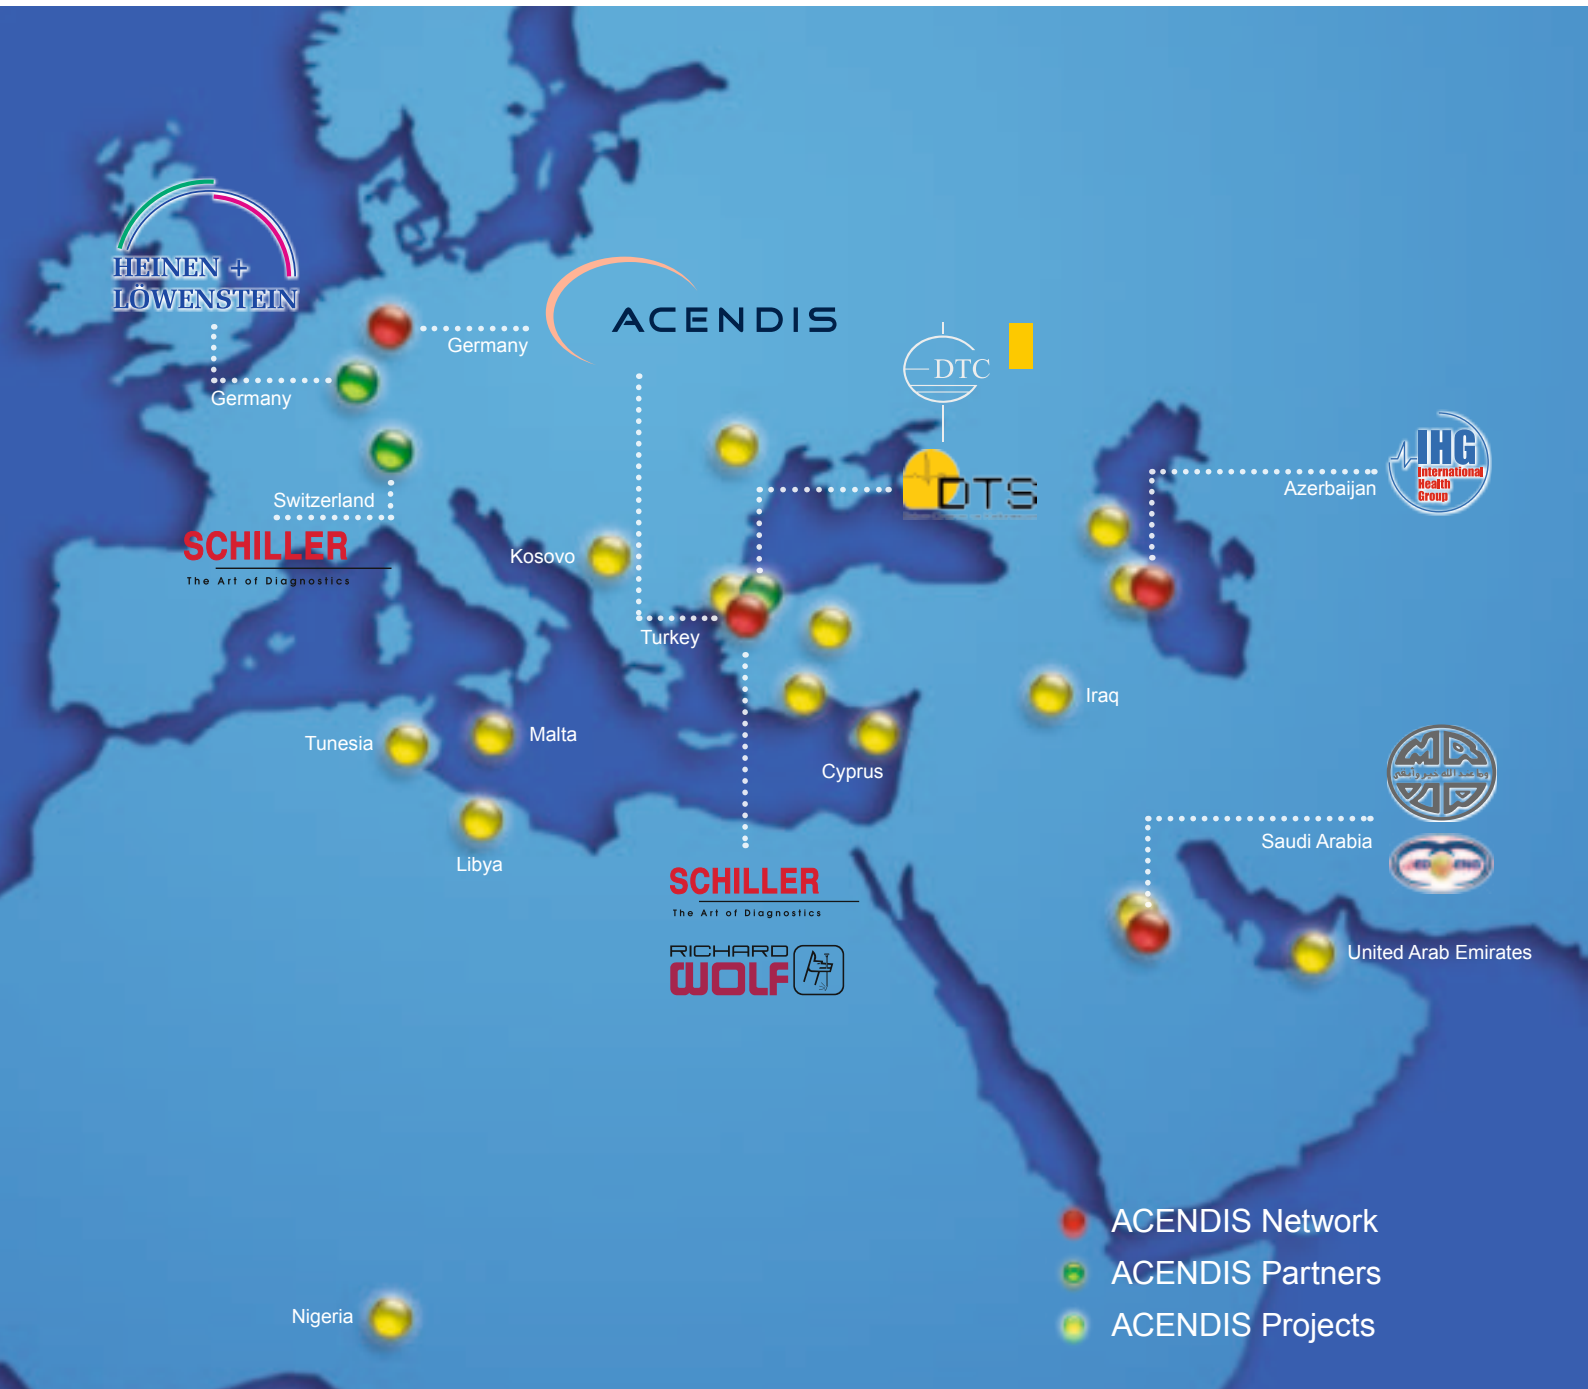 HEINEN +
LÖWENSTEIN
Germany
ACENDIS
Germany
DTC
DTS
Switzerland
SCHILLER
The Art of Diagnostics
Azerbaijan
IHG
International
Health
Group
Kosovo
Turkey
Iraq
Tunesia
Malta
Cyprus
Libya
Saudi Arabia
SCHILLER
The Art of Diagnostics
RICHARD
WOLF
United Arab Emirates
ACENDIS Network
ACENDIS Partners
ACENDIS Projects
Nigeria